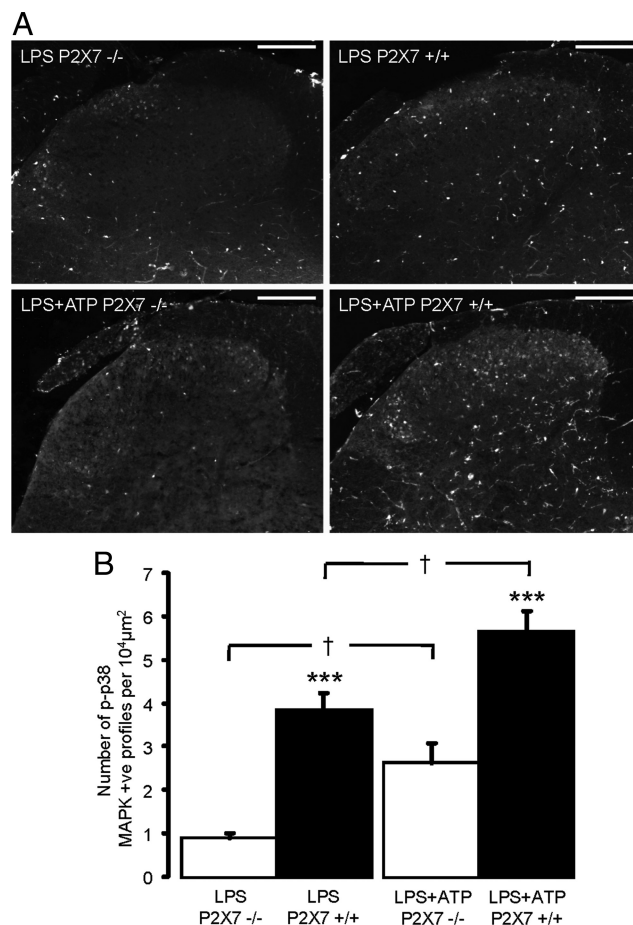 A
LPS P2X7 -/-
LPS P2X7 +/+
LPS+ATP P2X7 -/-
LPS+ATP P2X7 +/+
B
Number of p-p38
MAPK +ve profiles per 10⁴µm²
7
6
5
4
3
2
1
0
†
†
***
***
LPS
P2X7 -/-
LPS
P2X7 +/+
LPS+ATP
P2X7 -/-
LPS+ATP
P2X7 +/+